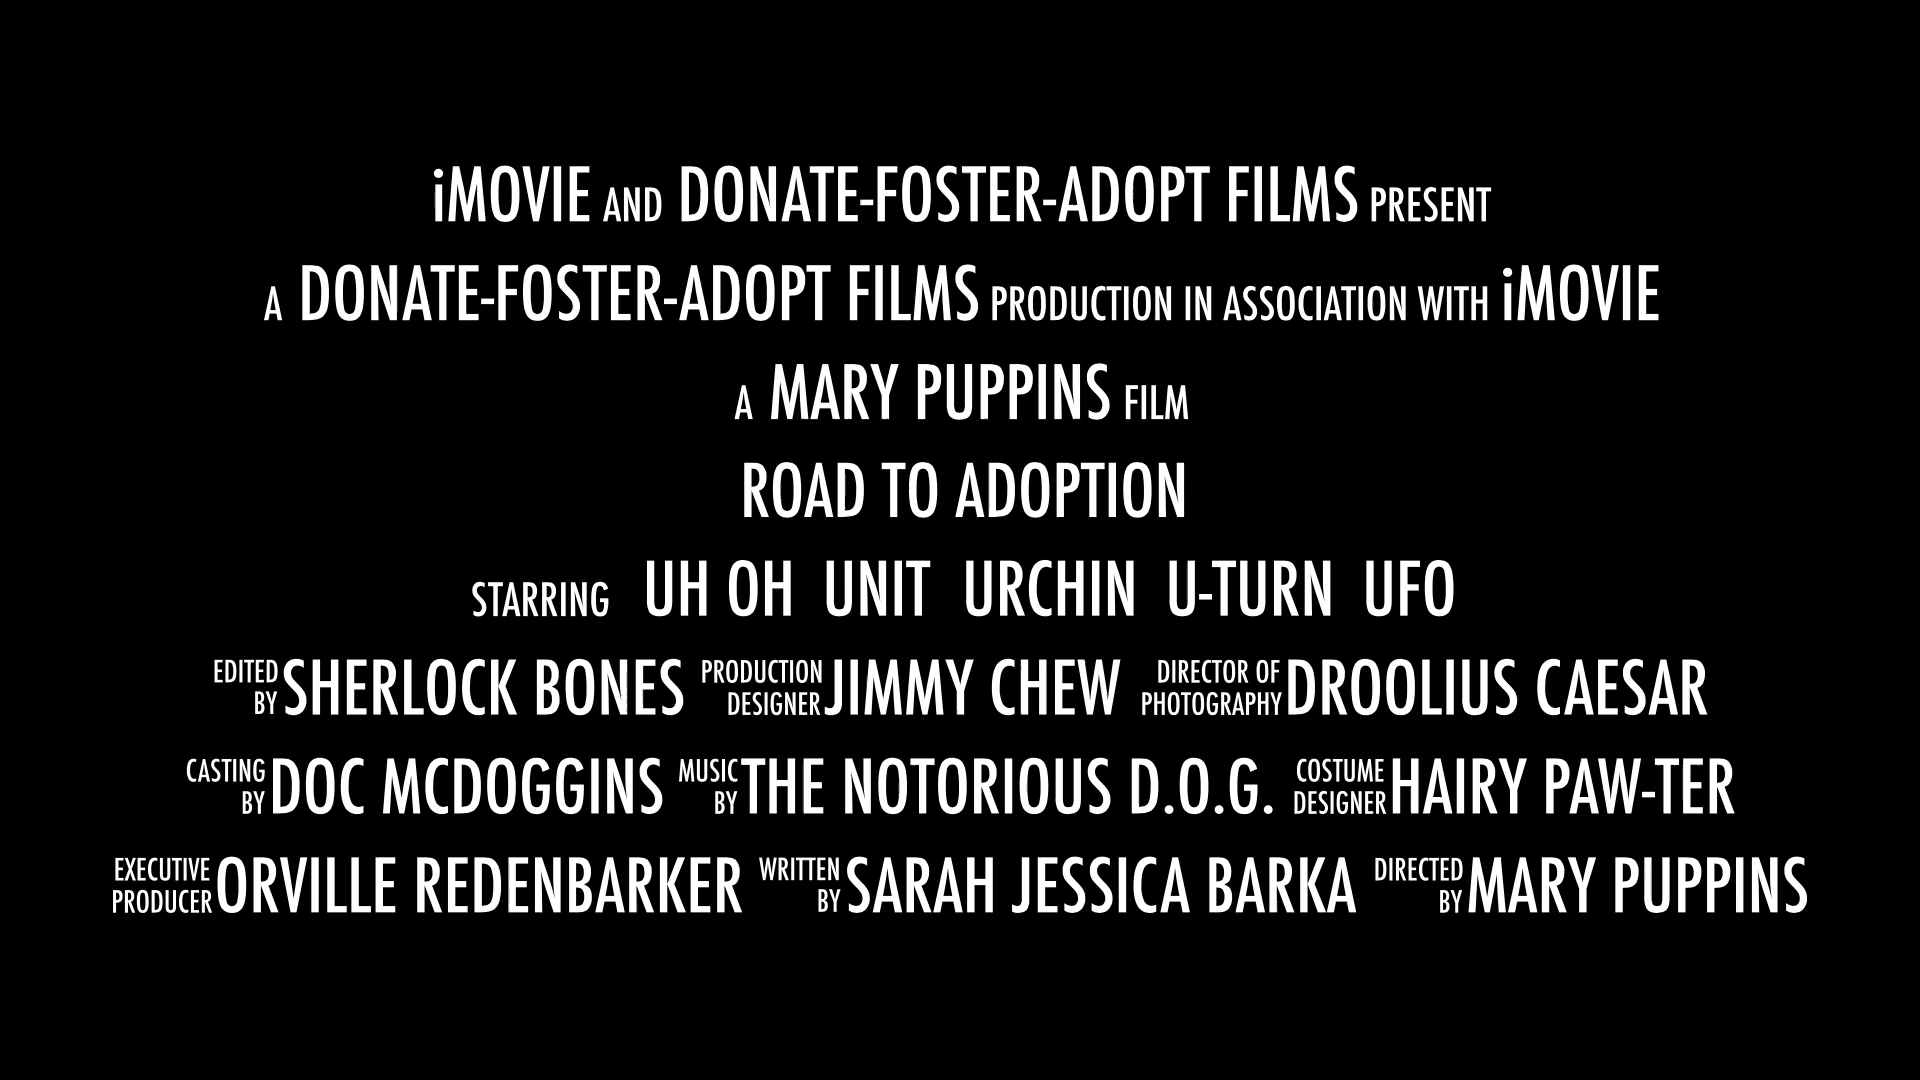 iMOVIE AND DONATE-FOSTER-ADOPT FILMS PRESENT
A DONATE-FOSTER-ADOPT FILMS PRODUCTION IN ASSOCIATION WITH iMOVIE
A MARY PUPPINS FILM
ROAD TO ADOPTION
STARRING UH OH UNIT URCHIN U-TURN UFO
EDITED BY SHERLOCK BONES PRODUCTION DESIGNER JIMMY CHEW DIRECTOR OF PHOTOGRAPHY DROOLIUS CAESAR
CASTING BY DOC MCDOGGINS MUSIC BY THE NOTORIOUS D.O.G. COSTUME DESIGNER HAIRY PAW-TER
EXECUTIVE PRODUCER ORVILLE REDENBARKER WRITTEN BY SARAH JESSICA BARKA DIRECTED BY MARY PUPPINS